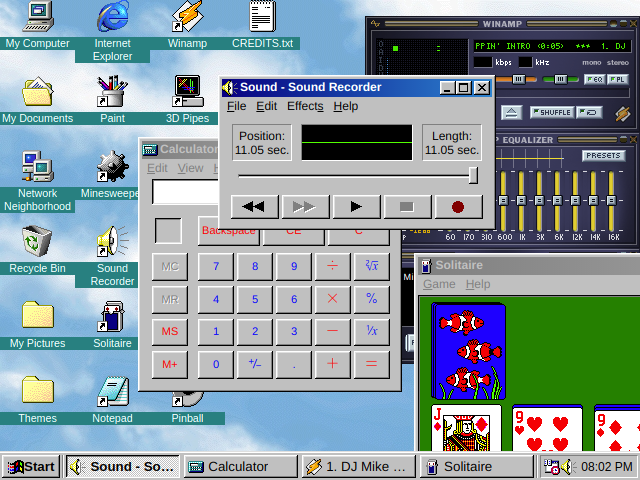 My Computer
Internet
Explorer
Winamp
CREDITS.txt
My Documents
Paint
3D Pipes
Network
Neighborhood
Minesweeper
Recycle Bin
Sound
Recorder
My Pictures
Solitaire
Themes
Notepad
Pinball
WINAMP
PPIN' INTRO (0:05) *** 1. DJ
kbps
kHz
mono stereo
EQ
PL
SHUFFLE
EQUALIZER
PRESETS
60 170 310 600 1K 3K 6K 12K 14K 16K
Sound - Sound Recorder
File Edit Effects Help
Position:
11.05 sec.
Length:
11.05 sec.
Calculator
Edit View
Backspace CE C
MC 7 8 9 ÷ ²√x
MR 4 5 6 × %
MS 1 2 3 − 1/x
M+ 0 +/− . + =
Solitaire
Game Help
J
9
9
Start
Sound - So...
Calculator
1. DJ Mike ...
Solitaire
08:02 PM